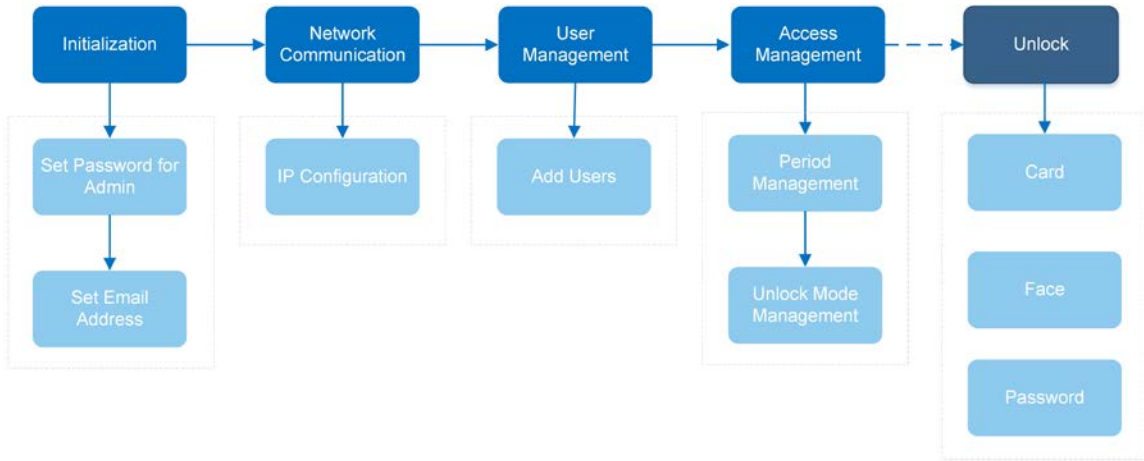 Initialization
Network
Communication
User
Management
Access
Management
Unlock
Set Password for
Admin
IP Configuration
Add Users
Period
Management
Card
Set Email
Address
Unlock Mode
Management
Face
Password